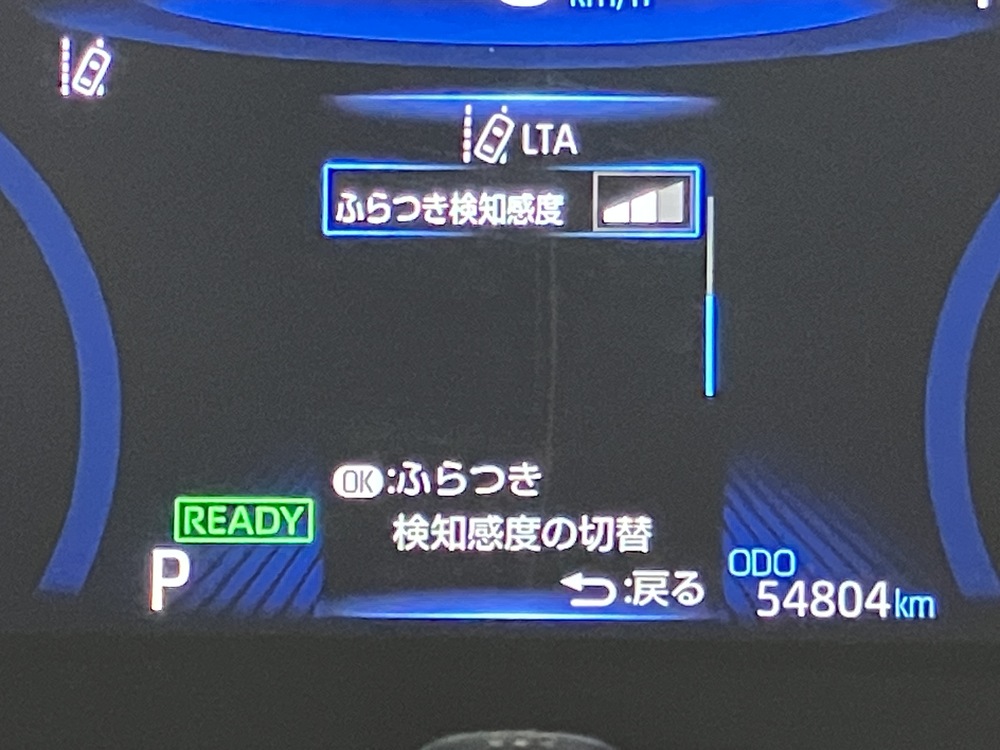 km/h
LTA
ふらつき検知感度
OK:ふらつき
検知感度の切替
:戻る
READY
P
ODO
54804km